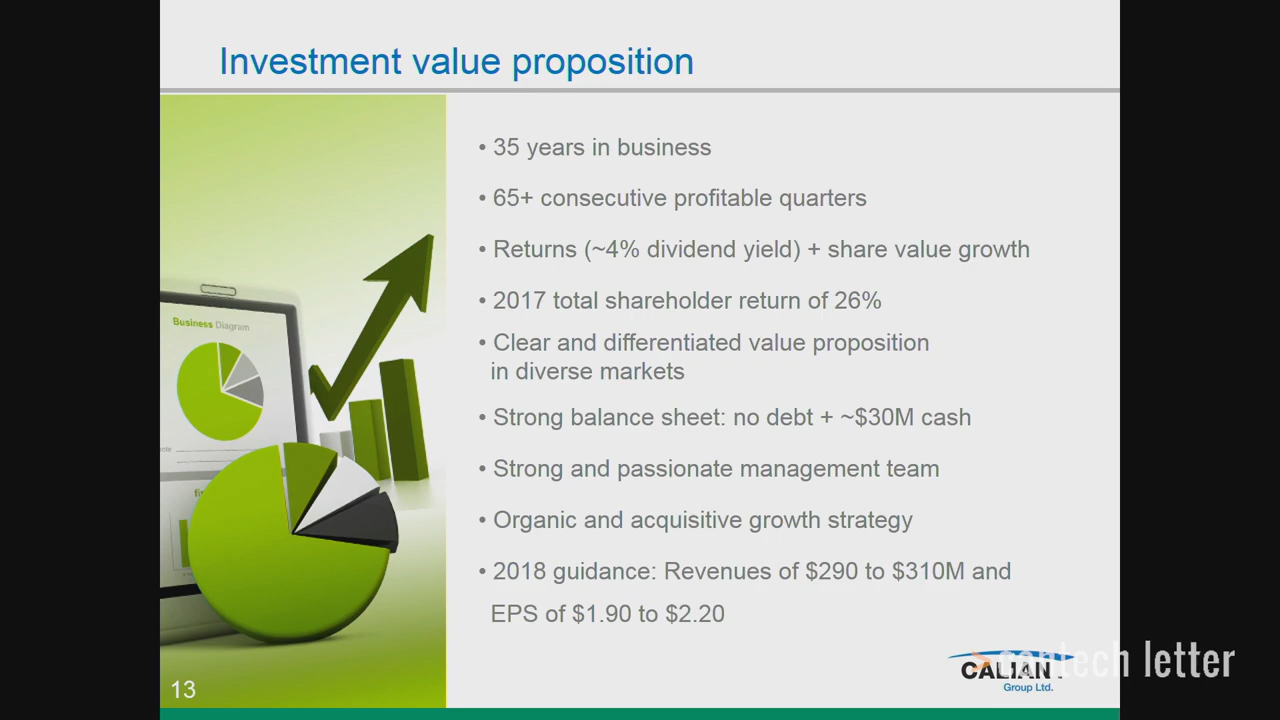 Investment value proposition
• 35 years in business
• 65+ consecutive profitable quarters
• Returns (~4% dividend yield) + share value growth
• 2017 total shareholder return of 26%
• Clear and differentiated value proposition
in diverse markets
• Strong balance sheet: no debt + ~$30M cash
• Strong and passionate management team
• Organic and acquisitive growth strategy
• 2018 guidance: Revenues of $290 to $310M and
EPS of $1.90 to $2.20
Business Diagram
13
CALIAN
Group Ltd.
cantech letter